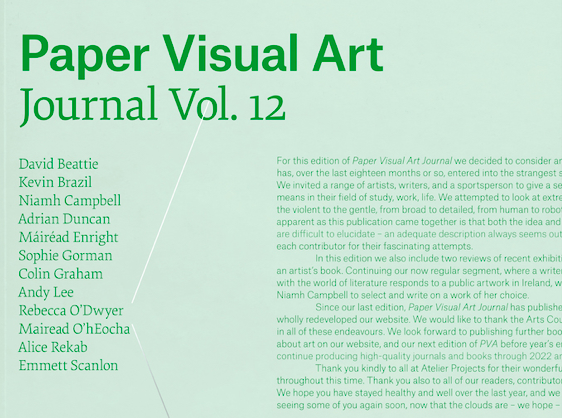 Paper Visual Art
Journal Vol. 12
David Beattie
Kevin Brazil
Niamh Campbell
Adrian Duncan
Máiréad Enright
Sophie Gorman
Colin Graham
Andy Lee
Rebecca O'Dwyer
Mairead O'hEocha
Alice Rekab
Emmett Scanlon
For this edition of Paper Visual Art Journal we decided to consider
has, over the last eighteen months or so, entered into the strangest
We invited a range of artists, writers, and a sportsperson to give a
means in their field of study, work, life. We attempted to look at
the violent to the gentle, from broad to detailed, from human to
apparent as this publication came together is that both the idea and
are difficult to elucidate – an adequate description always seems
each contributor for their fascinating attempts.
In this edition we also include two reviews of recent
an artist's book. Continuing our now regular segment, where a
with the world of literature responds to a public artwork in Ireland,
Niamh Campbell to select and write on a work of her choice.
Since our last edition, Paper Visual Art Journal has
wholly redeveloped our website. We would like to thank the Arts
in all of these endeavours. We look forward to publishing further
about art on our website, and our next edition of PVA before year's
continue producing high-quality journals and books through 2022
Thank you kindly to all at Atelier Projects for their
throughout this time. Thank you also to all of our readers,
We hope you have stayed healthy and well over the last year, and we
seeing some of you again soon, now that the clouds are – we hope –